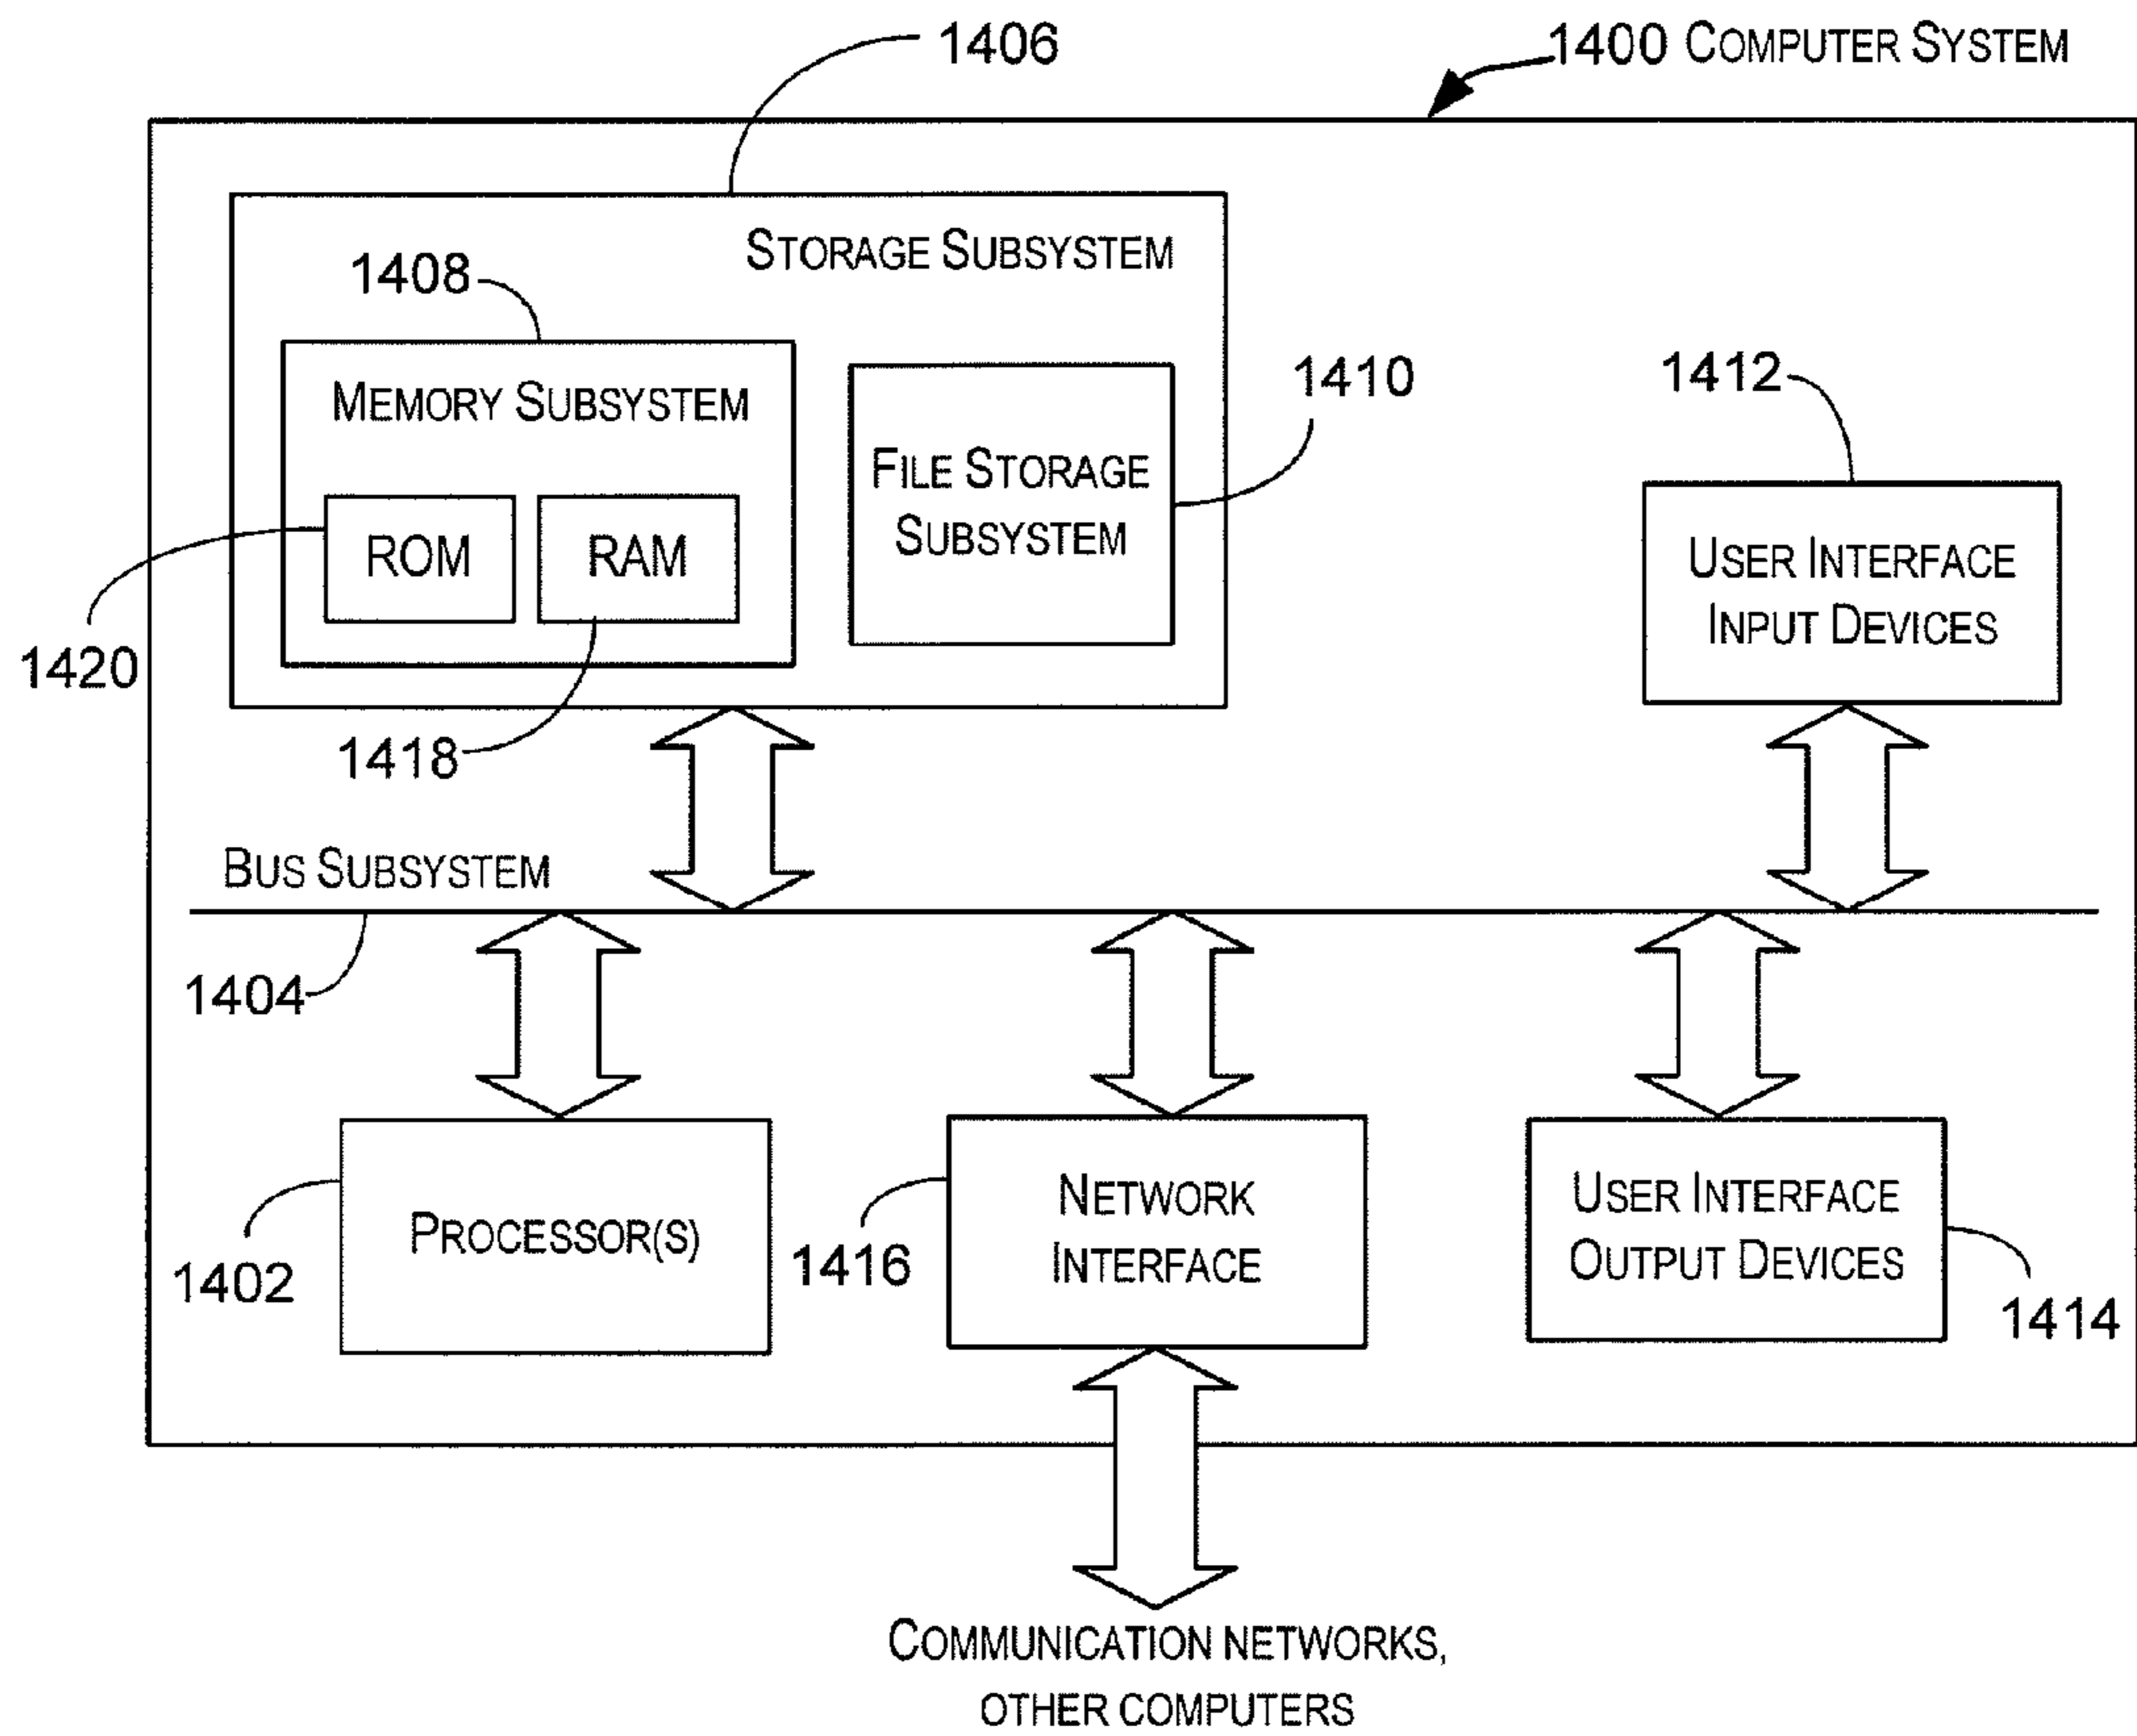 1406
1400 COMPUTER SYSTEM
STORAGE SUBSYSTEM
1408
MEMORY SUBSYSTEM
1410
1412
FILE STORAGE
SUBSYSTEM
ROM
RAM
USER INTERFACE
INPUT DEVICES
1420
1418
BUS SUBSYSTEM
1404
PROCESSOR(S)
1402
NETWORK
INTERFACE
1416
USER INTERFACE
OUTPUT DEVICES
1414
COMMUNICATION NETWORKS,
OTHER COMPUTERS